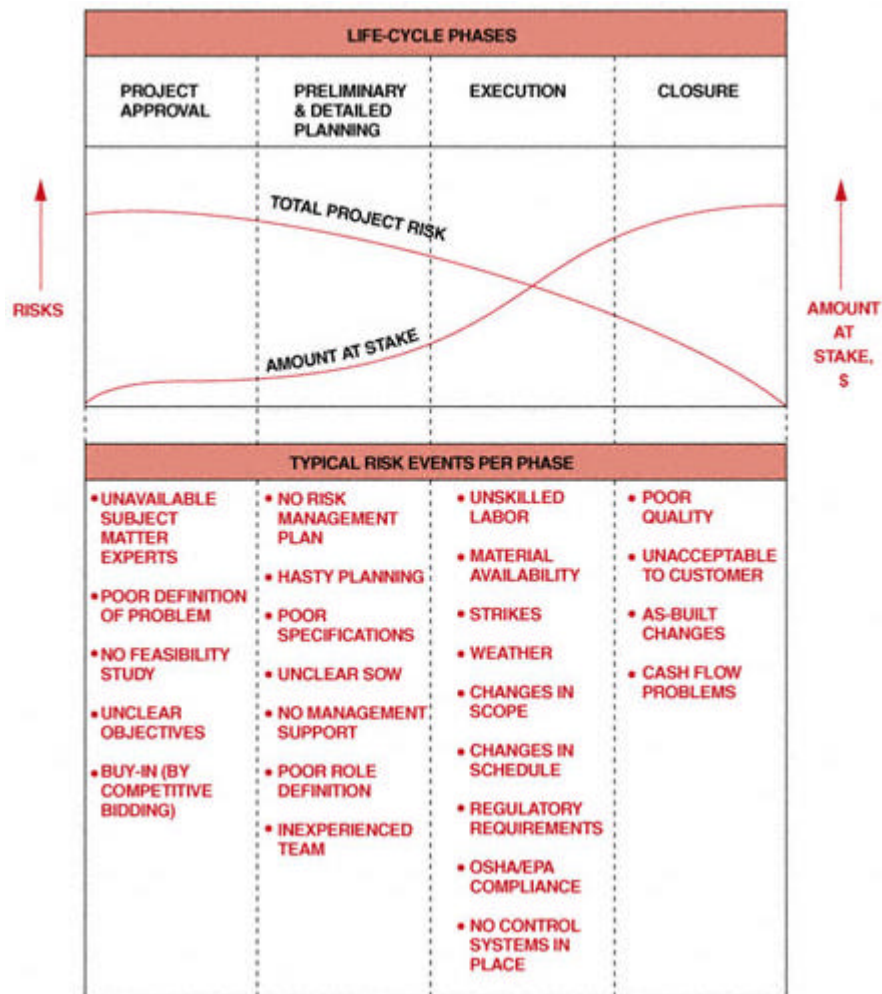 LIFE-CYCLE PHASES
PROJECT
APPROVAL
PRELIMINARY
& DETAILED
PLANNING
EXECUTION
CLOSURE
TOTAL PROJECT RISK
AMOUNT AT STAKE
RISKS
AMOUNT
AT
STAKE,
$
TYPICAL RISK EVENTS PER PHASE
• UNAVAILABLE
SUBJECT
MATTER
EXPERTS
• POOR DEFINITION
OF PROBLEM
• NO FEASIBILITY
STUDY
• UNCLEAR
OBJECTIVES
• BUY-IN (BY
COMPETITIVE
BIDDING)
• NO RISK
MANAGEMENT
PLAN
• HASTY PLANNING
• POOR
SPECIFICATIONS
• UNCLEAR SOW
• NO MANAGEMENT
SUPPORT
• POOR ROLE
DEFINITION
• INEXPERIENCED
TEAM
• UNSKILLED
LABOR
• MATERIAL
AVAILABILITY
• STRIKES
• WEATHER
• CHANGES IN
SCOPE
• CHANGES IN
SCHEDULE
• REGULATORY
REQUIREMENTS
• OSHA/EPA
COMPLIANCE
• NO CONTROL
SYSTEMS IN
PLACE
• POOR
QUALITY
• UNACCEPTABLE
TO CUSTOMER
• AS-BUILT
CHANGES
• CASH FLOW
PROBLEMS